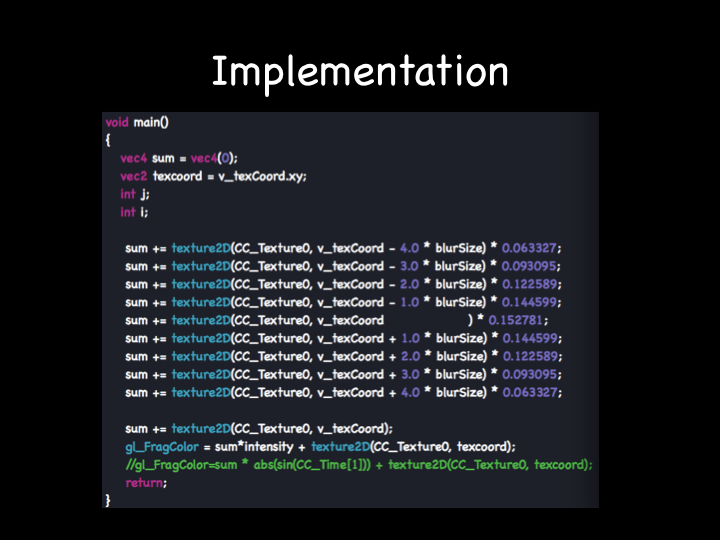 Implementation
void main()
{
vec4 sum = vec4(0);
vec2 texcoord = v_texCoord.xy;
int j;
int i;
sum += texture2D(CC_Texture0, v_texCoord - 4.0 * blurSize) * 0.063327;
sum += texture2D(CC_Texture0, v_texCoord - 3.0 * blurSize) * 0.093095;
sum += texture2D(CC_Texture0, v_texCoord - 2.0 * blurSize) * 0.122589;
sum += texture2D(CC_Texture0, v_texCoord - 1.0 * blurSize) * 0.144599;
sum += texture2D(CC_Texture0, v_texCoord ) * 0.152781;
sum += texture2D(CC_Texture0, v_texCoord + 1.0 * blurSize) * 0.144599;
sum += texture2D(CC_Texture0, v_texCoord + 2.0 * blurSize) * 0.122589;
sum += texture2D(CC_Texture0, v_texCoord + 3.0 * blurSize) * 0.093095;
sum += texture2D(CC_Texture0, v_texCoord + 4.0 * blurSize) * 0.063327;
sum += texture2D(CC_Texture0, v_texCoord);
gl_FragColor = sum*intensity + texture2D(CC_Texture0, texcoord);
//gl_FragColor=sum * abs(sin(CC_Time[1])) + texture2D(CC_Texture0, texcoord);
return;
}